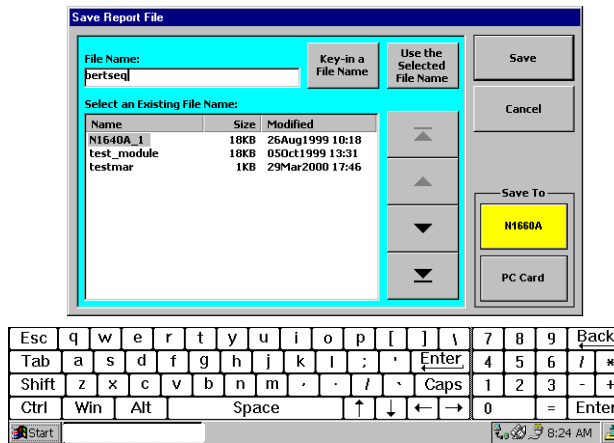 Save Report File
File Name:
bertseq
Key-in a
File Name
Use the
Selected
File Name
Save
Cancel
Select an Existing File Name:
Name Size Modified
N1640A_1 18KB 26Aug1999 10:18
test_module 18KB 05Oct1999 13:31
testmar 1KB 29Mar2000 17:46
Save To
N1660A
PC Card
Esc q w e r t y u i o p [ ] \ 7 8 9 Back
Tab a s d f g h j k l ; ' Enter 4 5 6 / *
Shift z x c v b n m , . / ` Caps 1 2 3 - +
Ctrl Win Alt Space ↑ ↓ ← → 0 = Enter
Start 8:24 AM